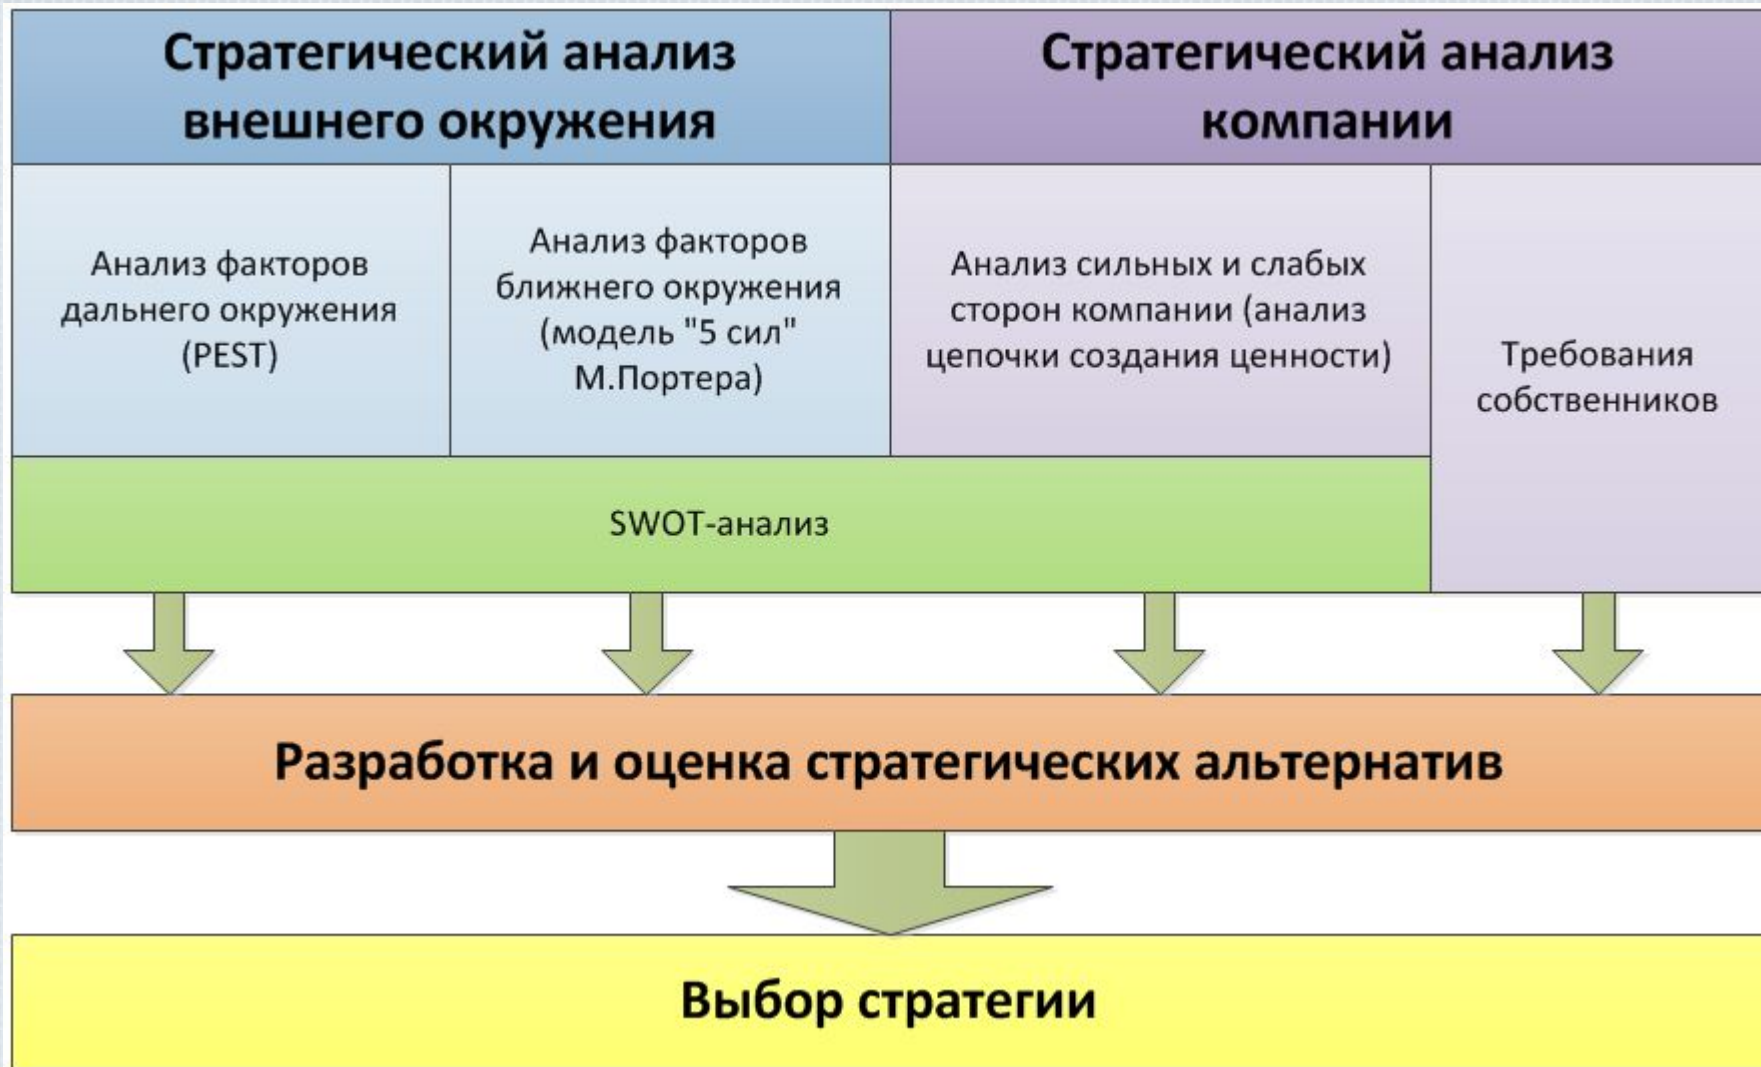 Стратегический анализ
внешнего окружения
Стратегический анализ
компании
Анализ факторов
дальнего окружения
(PEST)
Анализ факторов
ближнего окружения
(модель "5 сил"
М.Портера)
Анализ сильных и слабых
сторон компании (анализ
цепочки создания ценности)
Требования
собственников
SWOT-анализ
Разработка и оценка стратегических альтернатив
Выбор стратегии